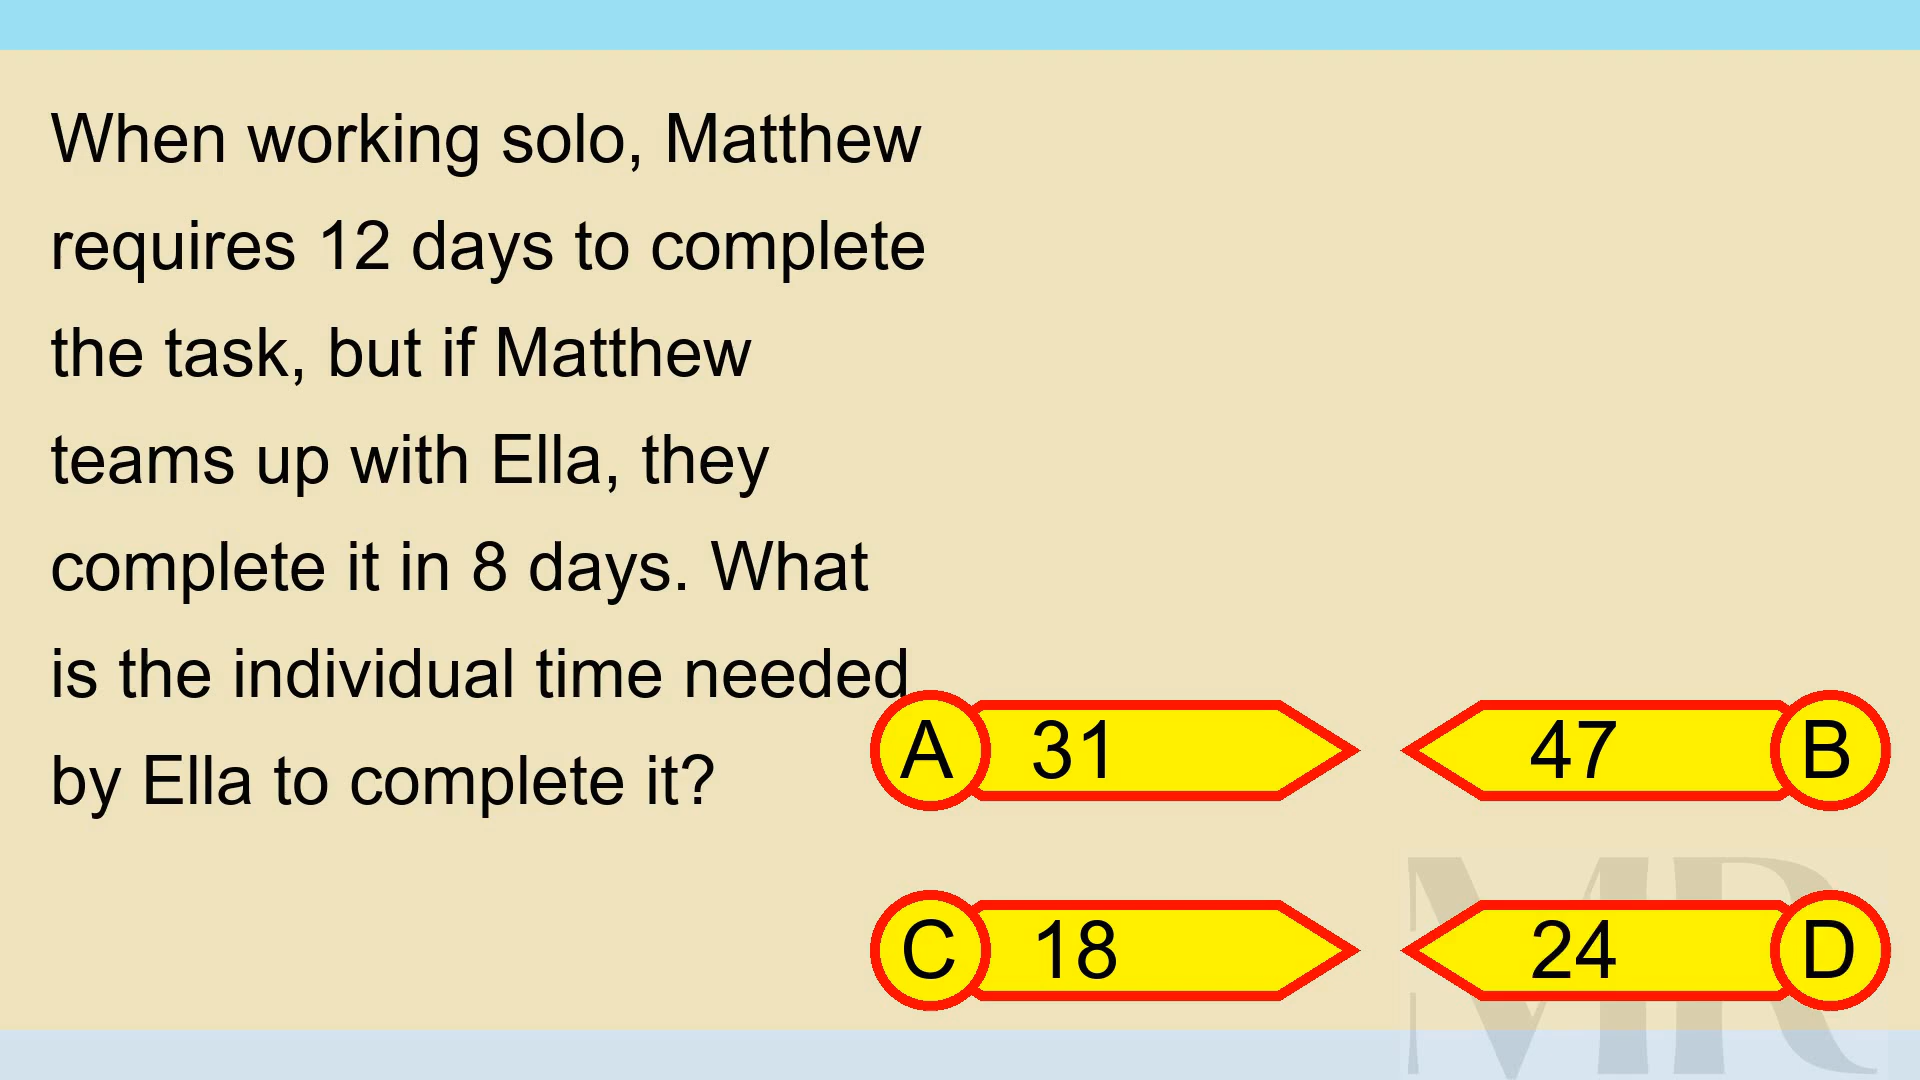 When working solo, Matthew
requires 12 days to complete
the task, but if Matthew
teams up with Ella, they
complete it in 8 days. What
is the individual time needed
by Ella to complete it?
A 31
47 B
C 18
24 D
MR